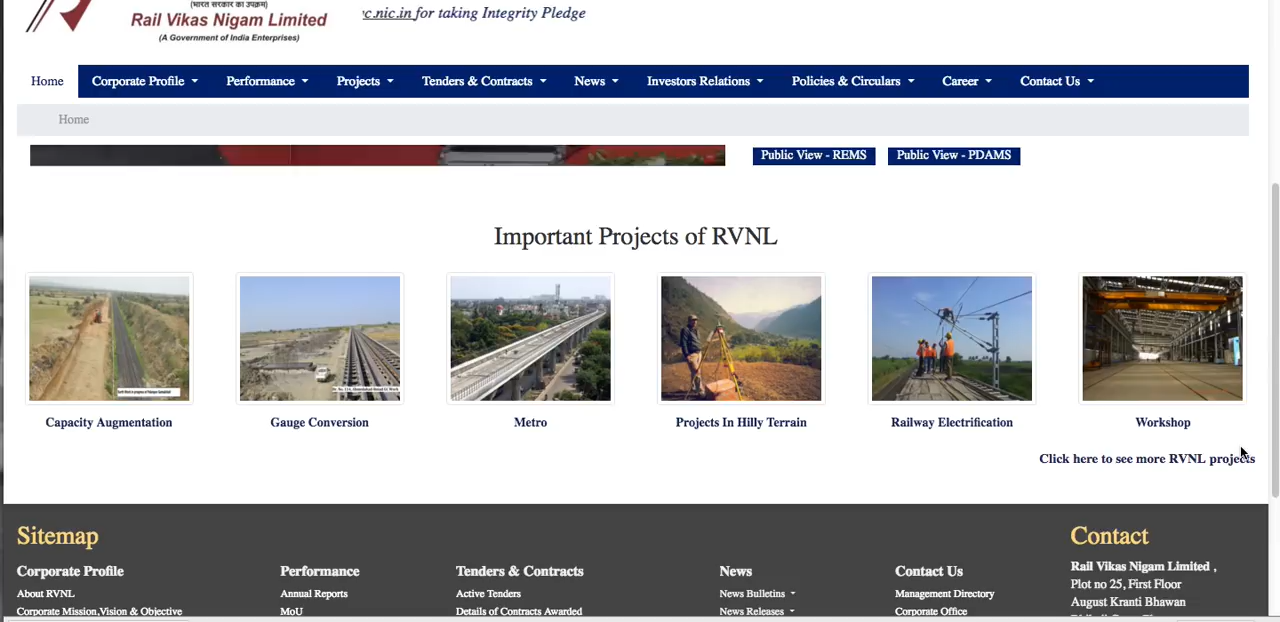 (भारत सरकार का उपक्रम)
Rail Vikas Nigam Limited
(A Government of India Enterprises)
c.nic.in for taking Integrity Pledge
Home Corporate Profile Performance Projects Tenders & Contracts News Investors Relations Policies & Circulars Career Contact Us
Home
Public View - REMS Public View - PDAMS
Important Projects of RVNL
Capacity Augmentation Gauge Conversion Metro Projects In Hilly Terrain Railway Electrification Workshop
Click here to see more RVNL projects
Sitemap
Corporate Profile Performance Tenders & Contracts News Contact Us
About RVNL Annual Reports Active Tenders News Bulletins Management Directory
Corporate Mission,Vision & Objective MoU Details of Contracts Awarded News Releases Corporate Office
Contact
Rail Vikas Nigam Limited ,
Plot no 25, First Floor
August Kranti Bhawan